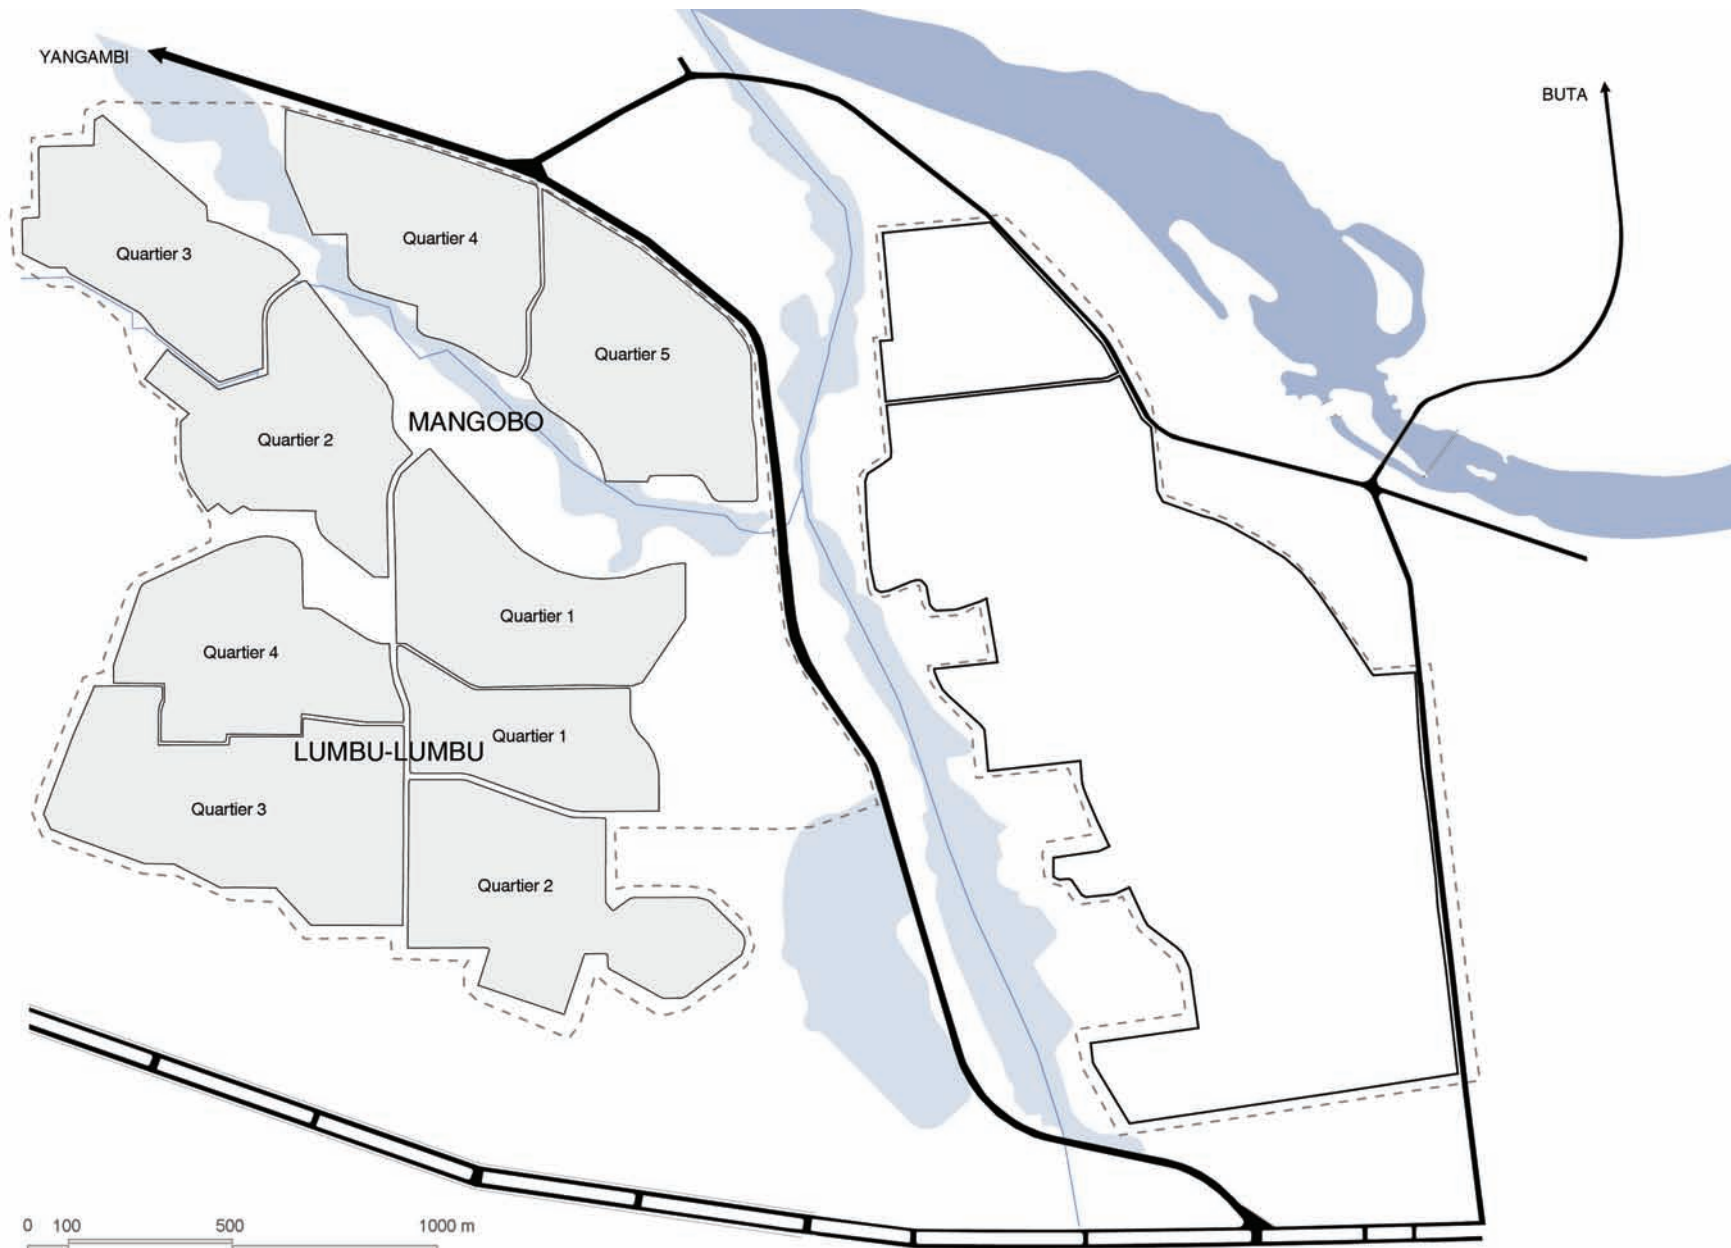 YANGAMBI
BUTA
Quartier 3
Quartier 4
Quartier 5
MANGOBO
Quartier 2
Quartier 1
Quartier 4
Quartier 1
LUMBU-LUMBU
Quartier 3
Quartier 2
0 100 500 1000 m